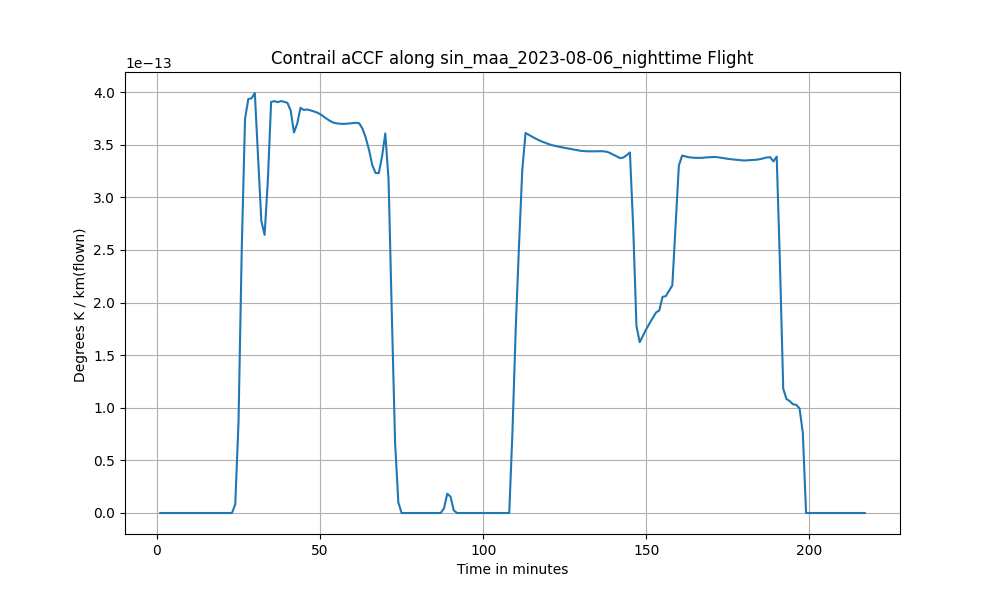 Contrail aCCF along sin_maa_2023-08-06_nighttime Flight
1e−13
4.0
3.5
3.0
2.5
2.0
1.5
1.0
0.5
0.0
Degrees K / km(flown)
0 50 100 150 200
Time in minutes